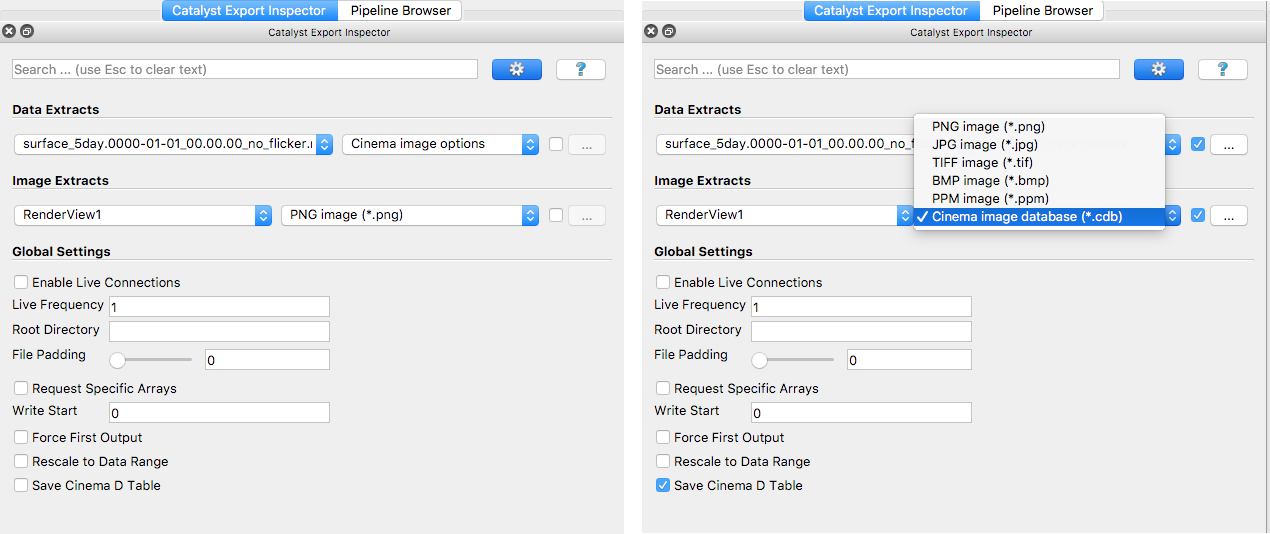 Catalyst Export Inspector
Pipeline Browser
Catalyst Export Inspector
Search ... (use Esc to clear text)
?
Data Extracts
surface_5day.0000-01-01_00.00.00_no_flicker.
Cinema image options
...
Image Extracts
RenderView1
PNG image (*.png)
...
Global Settings
Enable Live Connections
Live Frequency
1
Root Directory
File Padding
0
Request Specific Arrays
Write Start
0
Force First Output
Rescale to Data Range
Save Cinema D Table
Catalyst Export Inspector
Pipeline Browser
Catalyst Export Inspector
Search ... (use Esc to clear text)
?
Data Extracts
surface_5day.0000-01-01_00.00.00_no_f
...
Image Extracts
RenderView1
PNG image (*.png)
JPG image (*.jpg)
TIFF image (*.tif)
BMP image (*.bmp)
PPM image (*.ppm)
✓ Cinema image database (*.cdb)
...
Global Settings
Enable Live Connections
Live Frequency
1
Root Directory
File Padding
0
Request Specific Arrays
Write Start
0
Force First Output
Rescale to Data Range
Save Cinema D Table